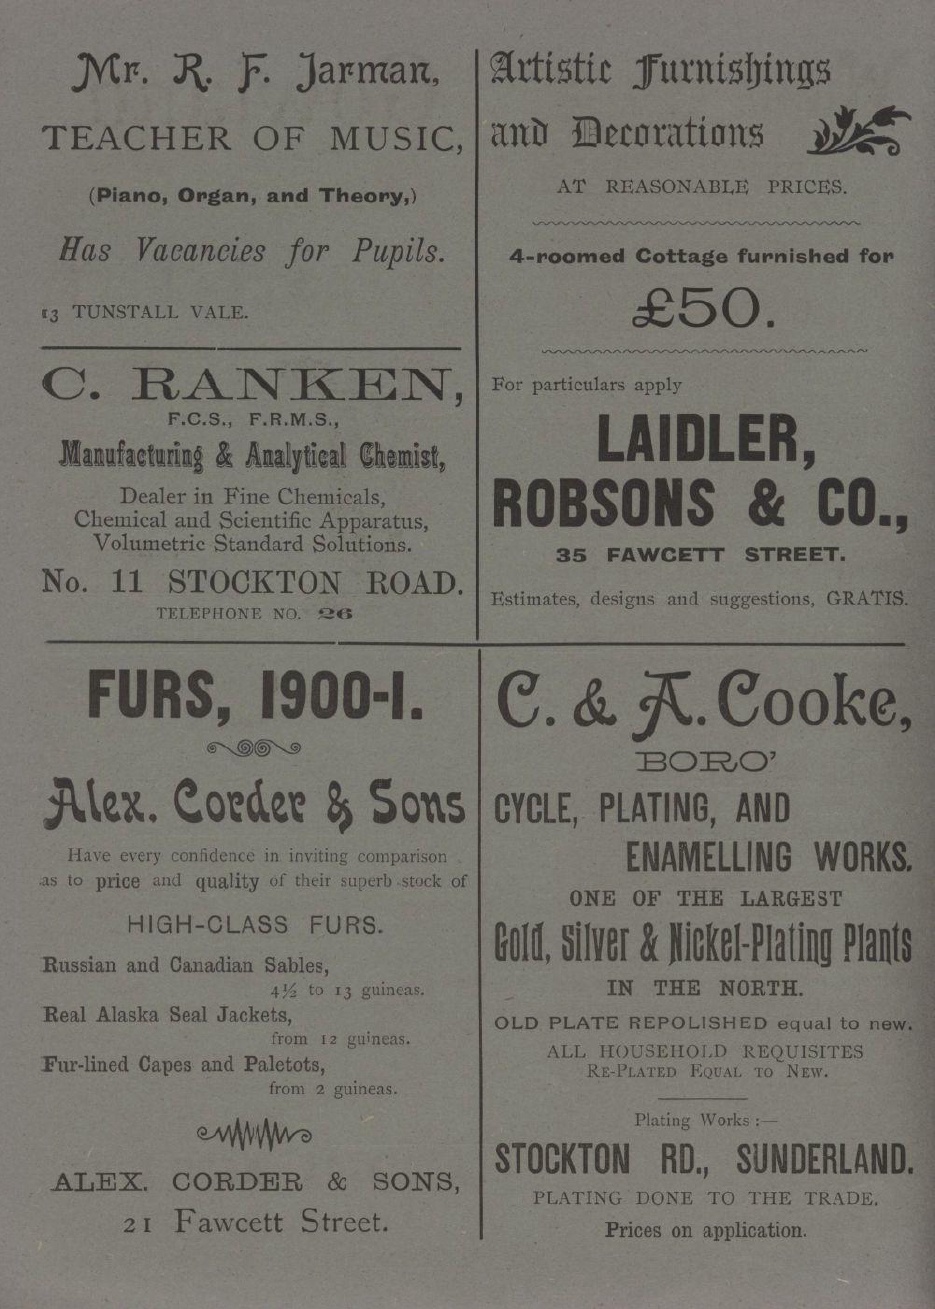 Mr. R. F. Jarman,
TEACHER OF MUSIC,
(Piano, Organ, and Theory,)
Has Vacancies for Pupils.
13 TUNSTALL VALE.
C. RANKEN,
F.C.S., F.R.M.S.,
Manufacturing & Analytical Chemist,
Dealer in Fine Chemicals,
Chemical and Scientific Apparatus,
Volumetric Standard Solutions.
No. 11 STOCKTON ROAD.
TELEPHONE NO. 26
Artistic Furnishings
and Decorations
AT REASONABLE PRICES.
4-roomed Cottage furnished for
£50.
For particulars apply
LAIDLER,
ROBSONS & CO.,
35 FAWCETT STREET.
Estimates, designs and suggestions, GRATIS.
FURS, 1900-1.
Alex. Corder & Sons
Have every confidence in inviting comparison
as to price and quality of their superb stock of
HIGH-CLASS FURS.
Russian and Canadian Sables,
4½ to 13 guineas.
Real Alaska Seal Jackets,
from 12 guineas.
Fur-lined Capes and Paletots,
from 2 guineas.
ALEX. CORDER & SONS,
21 Fawcett Street.
C. & A. Cooke,
BORO'
CYCLE, PLATING, AND
ENAMELLING WORKS.
ONE OF THE LARGEST
Gold, Silver & Nickel-Plating Plants
IN THE NORTH.
OLD PLATE REPOLISHED equal to new.
ALL HOUSEHOLD REQUISITES
RE-PLATED EQUAL TO NEW.
Plating Works :—
STOCKTON RD., SUNDERLAND.
PLATING DONE TO THE TRADE.
Prices on application.